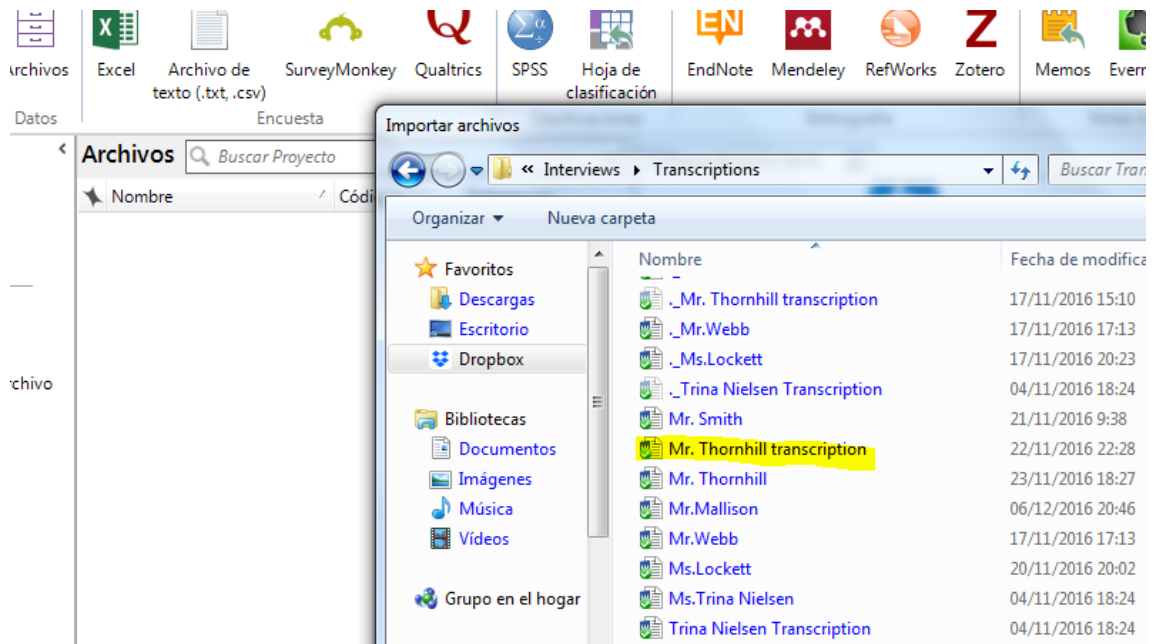 Archivos Excel Archivo de texto (.txt, .csv) SurveyMonkey Qualtrics SPSS Hoja de clasificación EndNote Mendeley RefWorks Zotero Memos
Datos Encuesta
Importar archivos
Archivos Buscar Proyecto
« Interviews Transcriptions
Nombre
Organizar Nueva carpeta
Favoritos
Descargas
Escritorio
Dropbox
Bibliotecas
Documentos
Imágenes
Música
Vídeos
Grupo en el hogar
Nombre Fecha de modifica
._Mr. Thornhill transcription 17/11/2016 15:10
._Mr.Webb 17/11/2016 17:13
._Ms.Lockett 17/11/2016 20:23
._Trina Nielsen Transcription 04/11/2016 18:24
Mr. Smith 21/11/2016 9:38
Mr. Thornhill transcription 22/11/2016 22:28
Mr. Thornhill 23/11/2016 18:27
Mr.Mallison 06/12/2016 20:46
Mr.Webb 17/11/2016 17:13
Ms.Lockett 20/11/2016 20:02
Ms.Trina Nielsen 04/11/2016 18:24
Trina Nielsen Transcription 04/11/2016 18:24